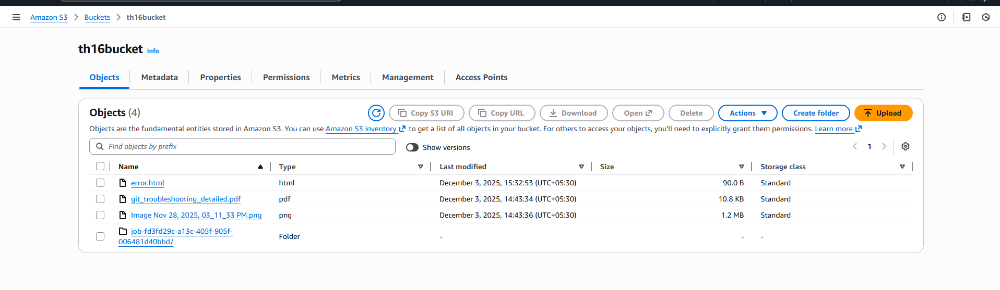 Amazon S3 > Buckets > th16bucket
th16bucket Info
Objects Metadata Properties Permissions Metrics Management Access Points
Objects (4) Copy S3 URI Copy URL Download Open Delete Actions Create folder Upload
Objects are the fundamental entities stored in Amazon S3. You can use Amazon S3 inventory to get a list of all objects in your bucket. For others to access your objects, you'll need to explicitly grant them permissions. Learn more
Find objects by prefix Show versions 1
Name Type Last modified Size Storage class
error.html html December 3, 2025, 15:32:53 (UTC+05:30) 90.0 B Standard
git_troubleshooting_detailed.pdf pdf December 3, 2025, 14:43:34 (UTC+05:30) 10.8 KB Standard
Image Nov 28, 2025, 03_11_33 PM.png png December 3, 2025, 14:43:36 (UTC+05:30) 1.2 MB Standard
job-fd3fd29c-a13c-405f-905f-
006481d40bbd/ Folder - - -